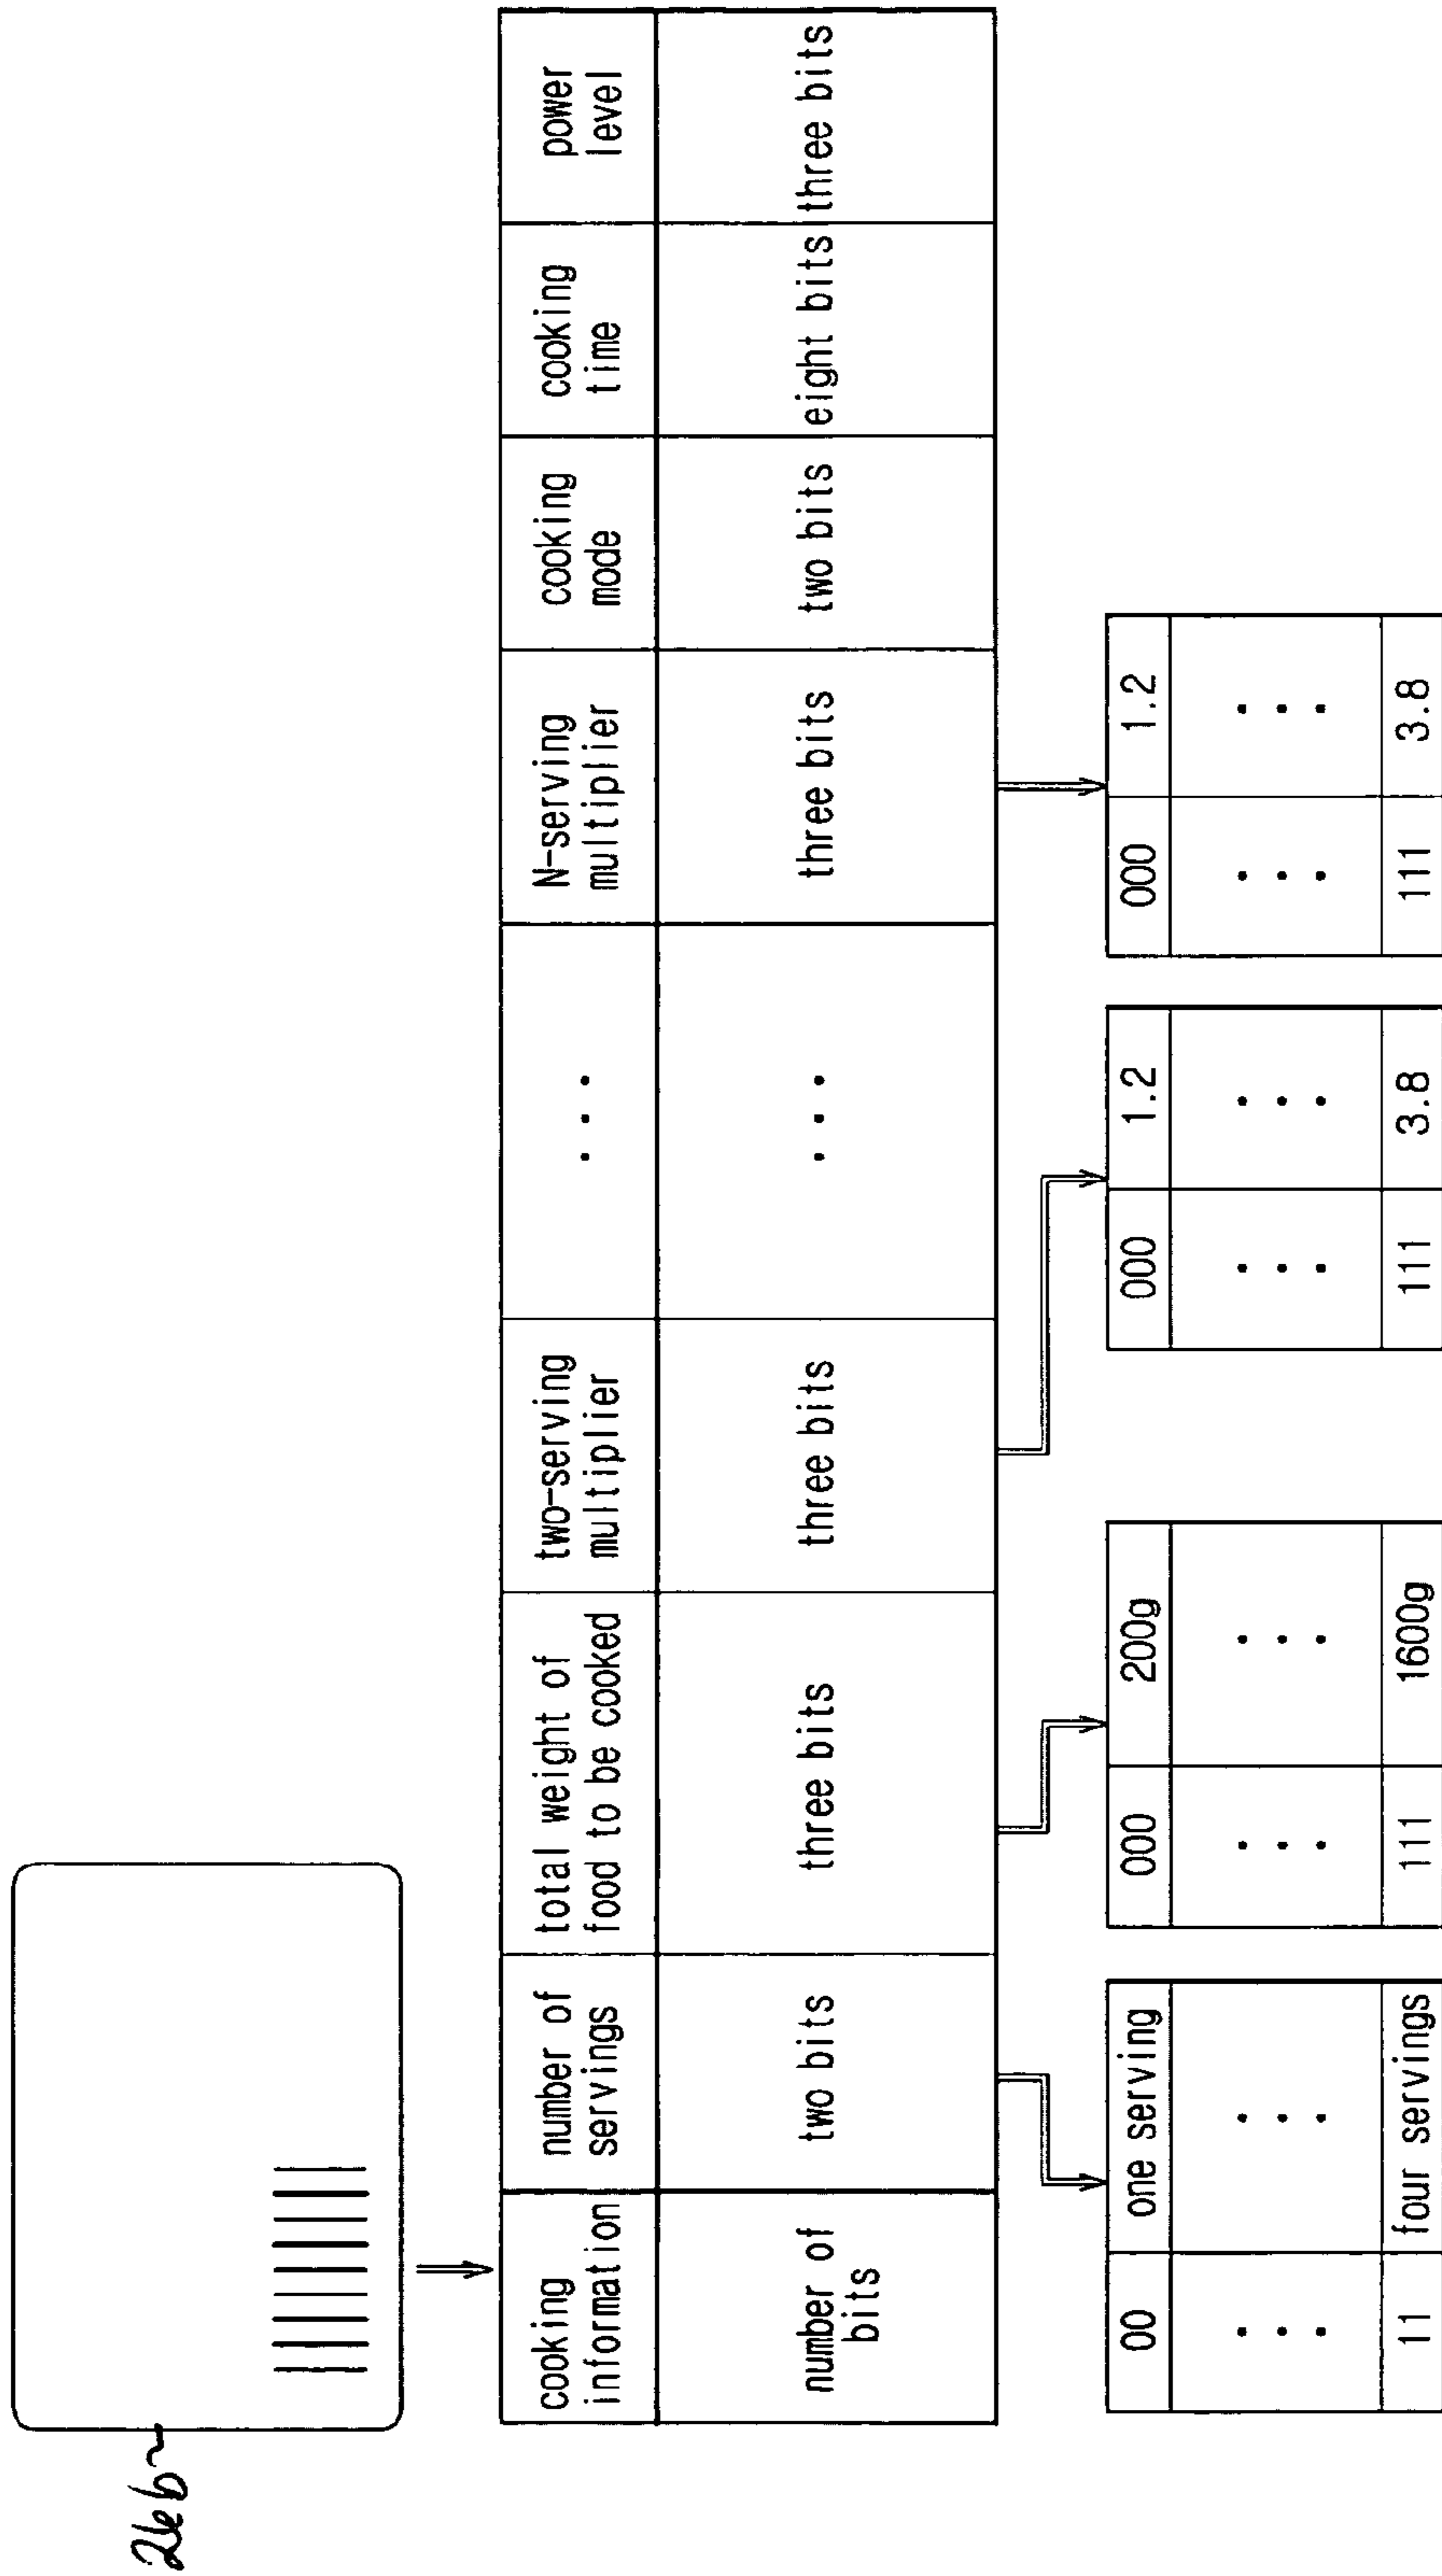 26b
cooking
information
number of
servings
total weight of
food to be cooked
two-serving
multiplier
. . .
N-serving
multiplier
cooking
mode
cooking
time
power
level
number of
bits
two bits
three bits
three bits
. . .
three bits
two bits
eight bits
three bits
00
one serving
. . .
. . .
11
four servings
000
200g
. . .
. . .
111
1600g
000
1.2
. . .
. . .
111
3.8
000
1.2
. . .
. . .
111
3.8